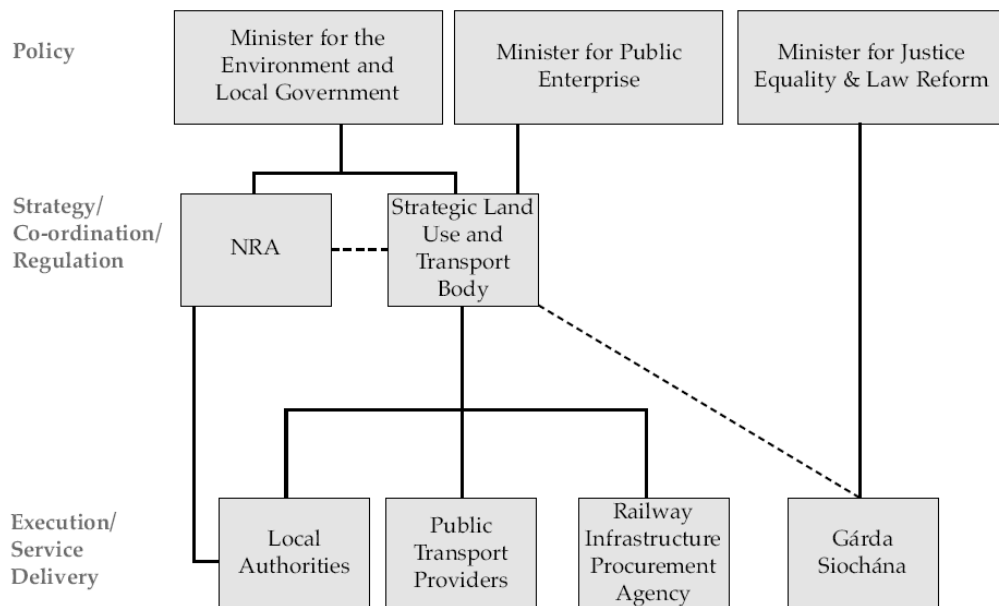 Policy
Minister for the
Environment and
Local Government
Minister for Public
Enterprise
Minister for Justice
Equality & Law Reform
Strategy/
Co-ordination/
Regulation
NRA
Strategic Land
Use and
Transport
Body
Execution/
Service
Delivery
Local
Authorities
Public
Transport
Providers
Railway
Infrastructure
Procurement
Agency
Gárda
Siochána